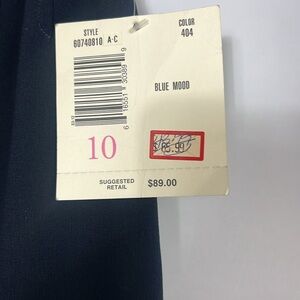 STYLE
60740810 A-C
COLOR
404
BLUE MOOD
10
SUGGESTED
RETAIL
$89.00